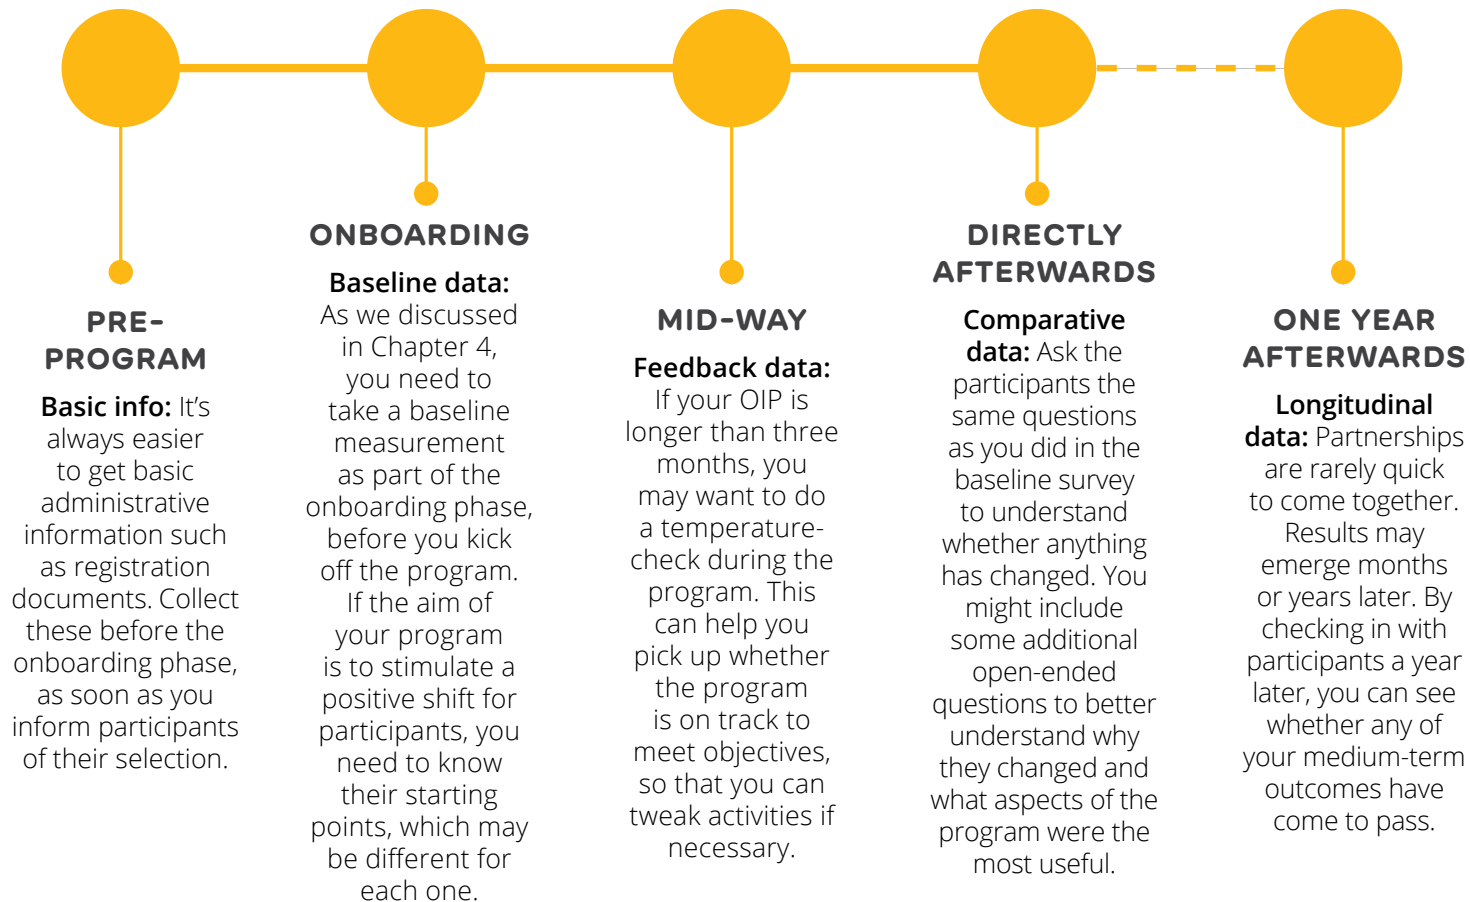 PRE-
PROGRAM
Basic info: It’s
always easier
to get basic
administrative
information such
as registration
documents. Collect
these before the
onboarding phase,
as soon as you
inform participants
of their selection.
ONBOARDING
Baseline data:
As we discussed
in Chapter 4,
you need to
take a baseline
measurement
as part of the
onboarding phase,
before you kick
off the program.
If the aim of
your program
is to stimulate a
positive shift for
participants, you
need to know
their starting
points, which may
be different for
each one.
MID-WAY
Feedback data:
If your OIP is
longer than three
months, you
may want to do
a temperature-
check during the
program. This
can help you
pick up whether
the program
is on track to
meet objectives,
so that you can
tweak activities if
necessary.
DIRECTLY
AFTERWARDS
Comparative
data: Ask the
participants the
same questions
as you did in the
baseline survey
to understand
whether anything
has changed. You
might include
some additional
open-ended
questions to better
understand why
they changed and
what aspects of the
program were the
most useful.
ONE YEAR
AFTERWARDS
Longitudinal
data: Partnerships
are rarely quick
to come together.
Results may
emerge months
or years later. By
checking in with
participants a year
later, you can see
whether any of
your medium-term
outcomes have
come to pass.